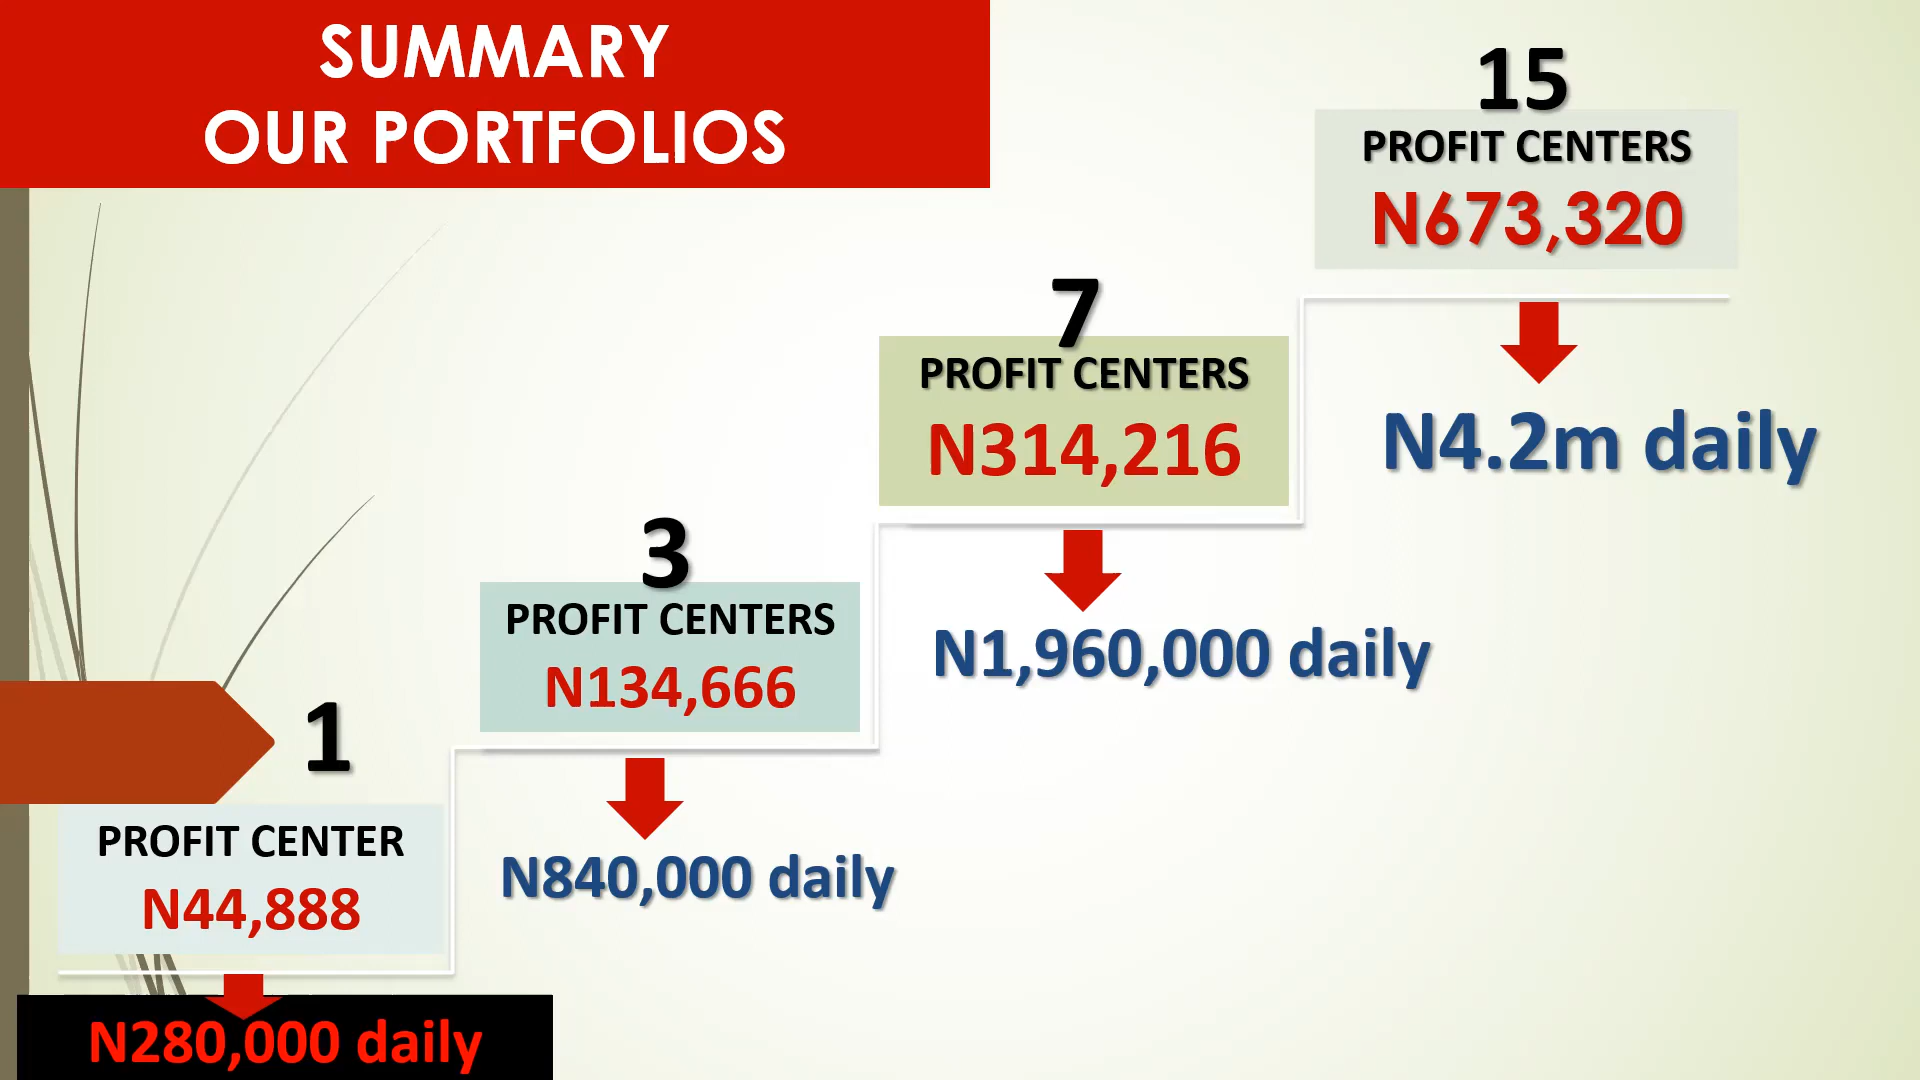 SUMMARY
OUR PORTFOLIOS
15
PROFIT CENTERS
N673,320
N4.2m daily
7
PROFIT CENTERS
N314,216
N1,960,000 daily
3
PROFIT CENTERS
N134,666
N840,000 daily
1
PROFIT CENTER
N44,888
N280,000 daily